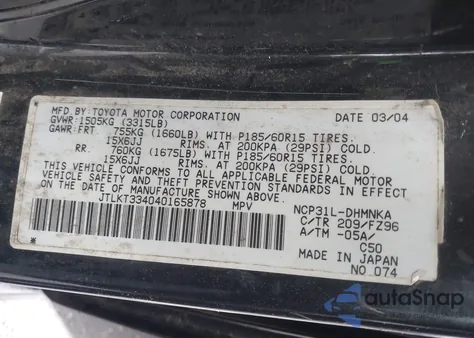 MFD.BY TOYOTA MOTOR CORPORATION DATE 03/04
GVWR:1505KG (3315LB)
GAWR:FRT. 755KG (1660LB) WITH P185/60R15 TIRES.
15X6JJ RIMS. AT 200KPA (29PSI) COLD.
RR. 760KG (1675LB) WITH P185/60R15 TIRES.
15X6JJ RIMS. AT 200KPA (29PSI) COLD.
THIS VEHICLE CONFORMS TO ALL APPLICABLE FEDERAL MOTOR
VEHICLE SAFETY AND THEFT PREVENTION STANDARDS IN EFFECT
ON THE DATE OF MANUFACTURE SHOWN ABOVE.
JTLKT334040165878 MPV NCP31L-DHMNKA
C/TR 209/FZ96
A/TM -05A/
C50
MADE IN JAPAN
NO.074
autoSnap
POWERED BY